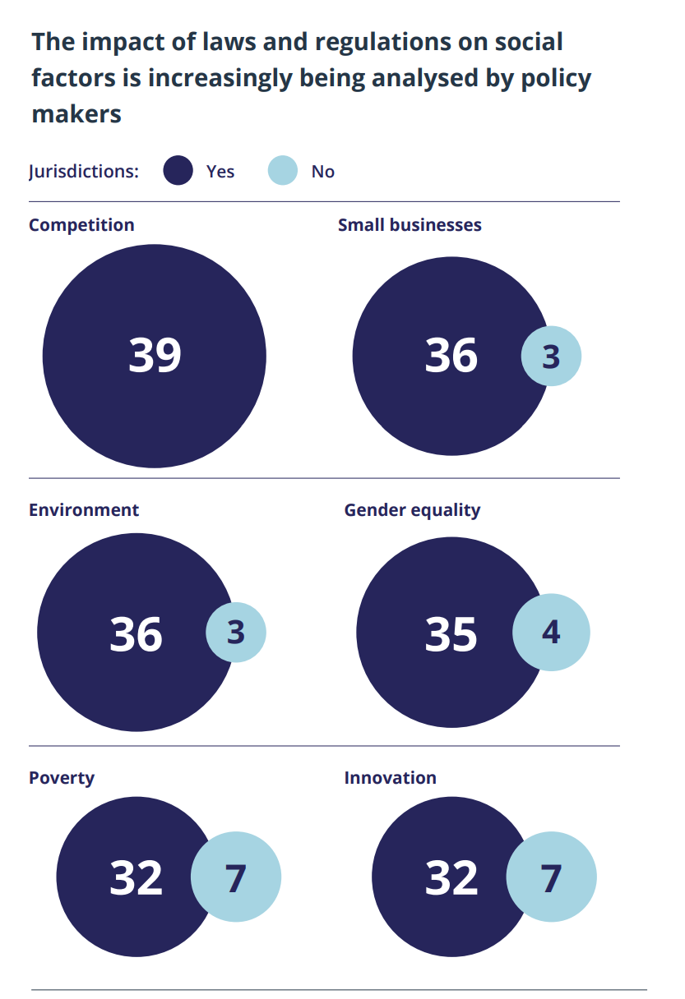 The impact of laws and regulations on social
factors is increasingly being analysed by policy
makers
Jurisdictions: Yes No
Competition Small businesses
39 36 3
Environment Gender equality
36 3 35 4
Poverty Innovation
32 7 32 7